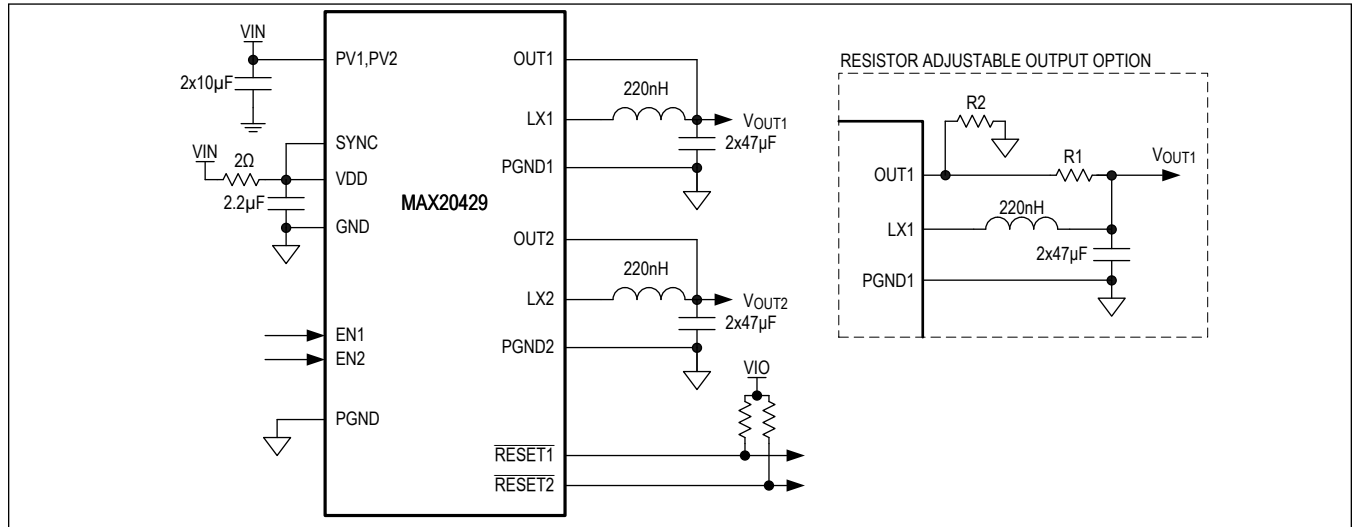 VIN
PV1,PV2
2x10µF
SYNC
VIN
2Ω
VDD
2.2µF
GND
EN1
EN2
PGND
MAX20429
OUT1
220nH
LX1
VOUT1
2x47µF
PGND1
OUT2
220nH
LX2
VOUT2
2x47µF
PGND2
VIO
RESET1
RESET2
RESISTOR ADJUSTABLE OUTPUT OPTION
R2
R1
OUT1
VOUT1
220nH
LX1
2x47µF
PGND1